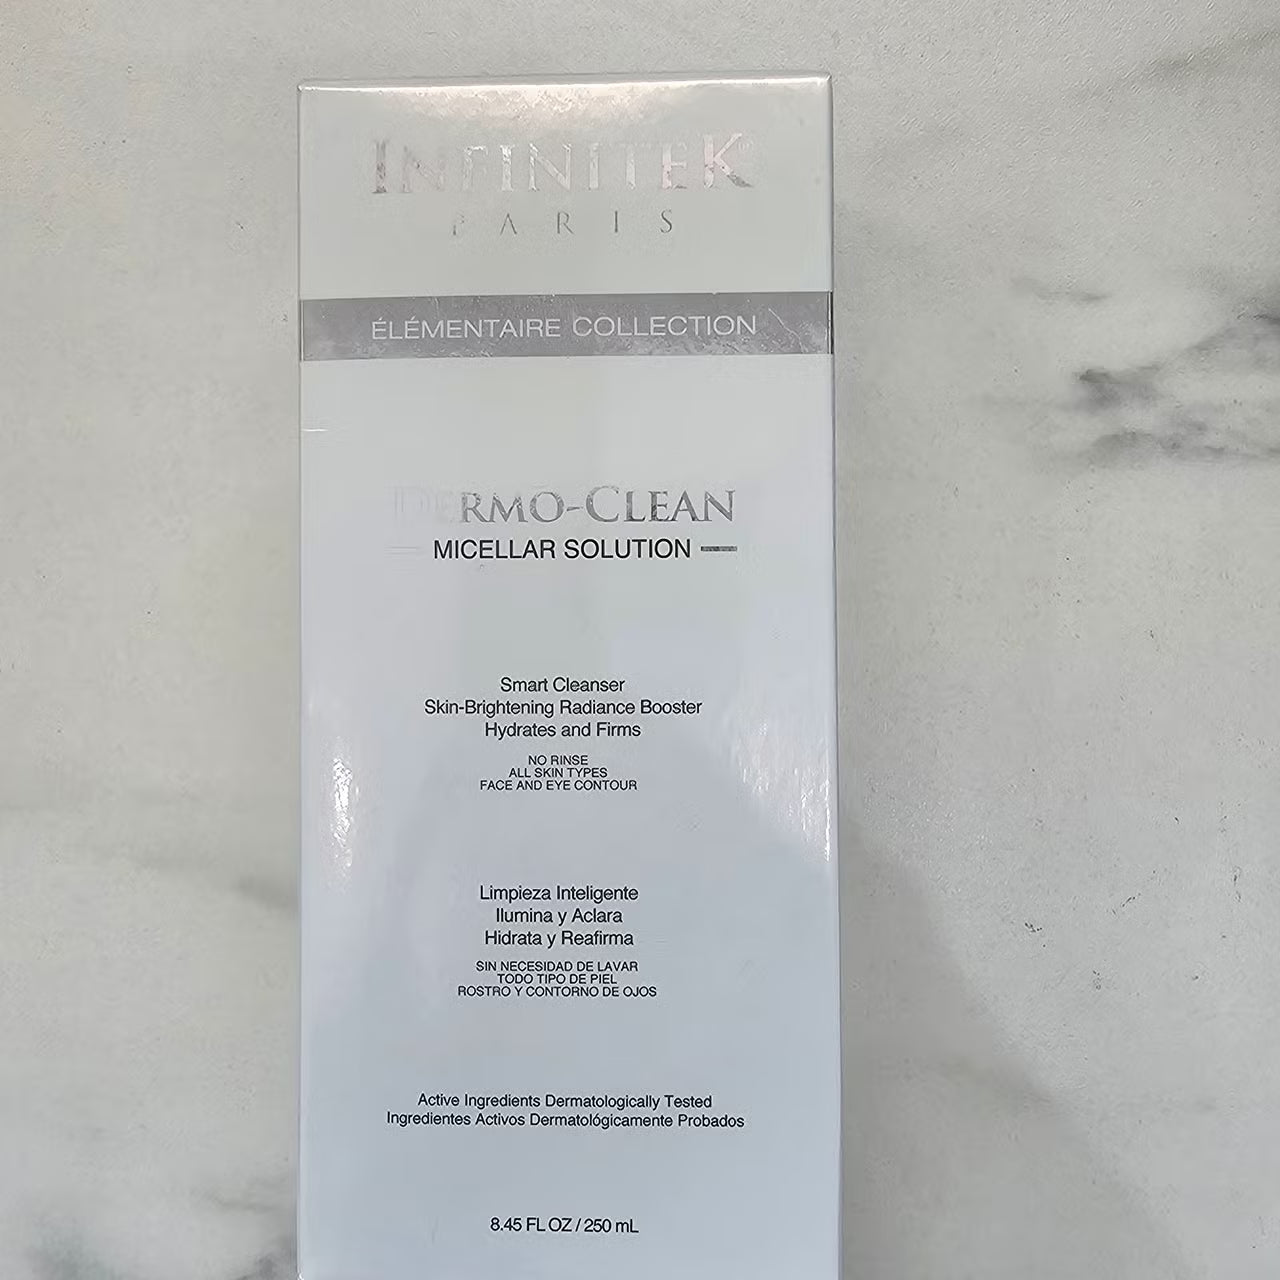 INFINITEK
PARIS
ÉLÉMENTAIRE COLLECTION
DERMO-CLEAN
MICELLAR SOLUTION
Smart Cleanser
Skin-Brightening Radiance Booster
Hydrates and Firms
NO RINSE
ALL SKIN TYPES
FACE AND EYE CONTOUR
Limpieza Inteligente
Ilumina y Aclara
Hidrata y Reafirma
SIN NECESIDAD DE LAVAR
TODO TIPO DE PIEL
ROSTRO Y CONTORNO DE OJOS
Active Ingredients Dermatologically Tested
Ingredientes Activos Dermatológicamente Probados
8.45 FL OZ / 250 mL